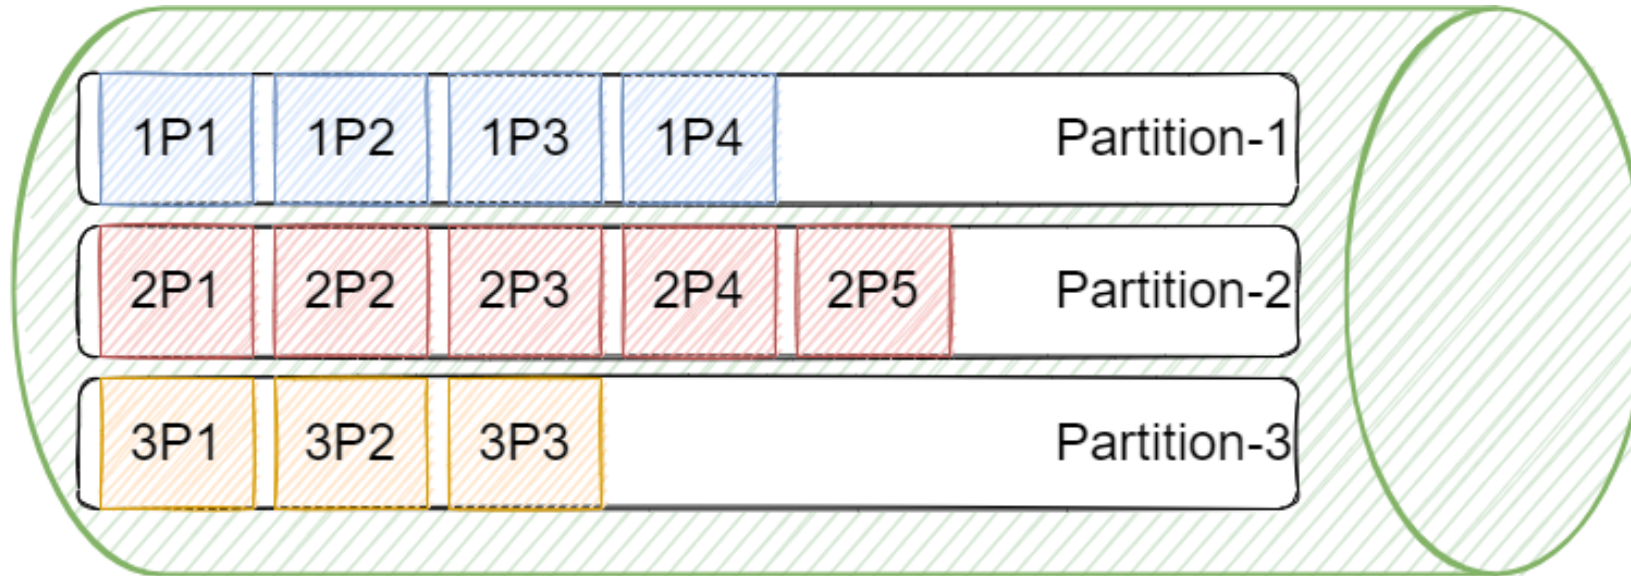 1P1 1P2 1P3 1P4 Partition-1
2P1 2P2 2P3 2P4 2P5 Partition-2
3P1 3P2 3P3 Partition-3